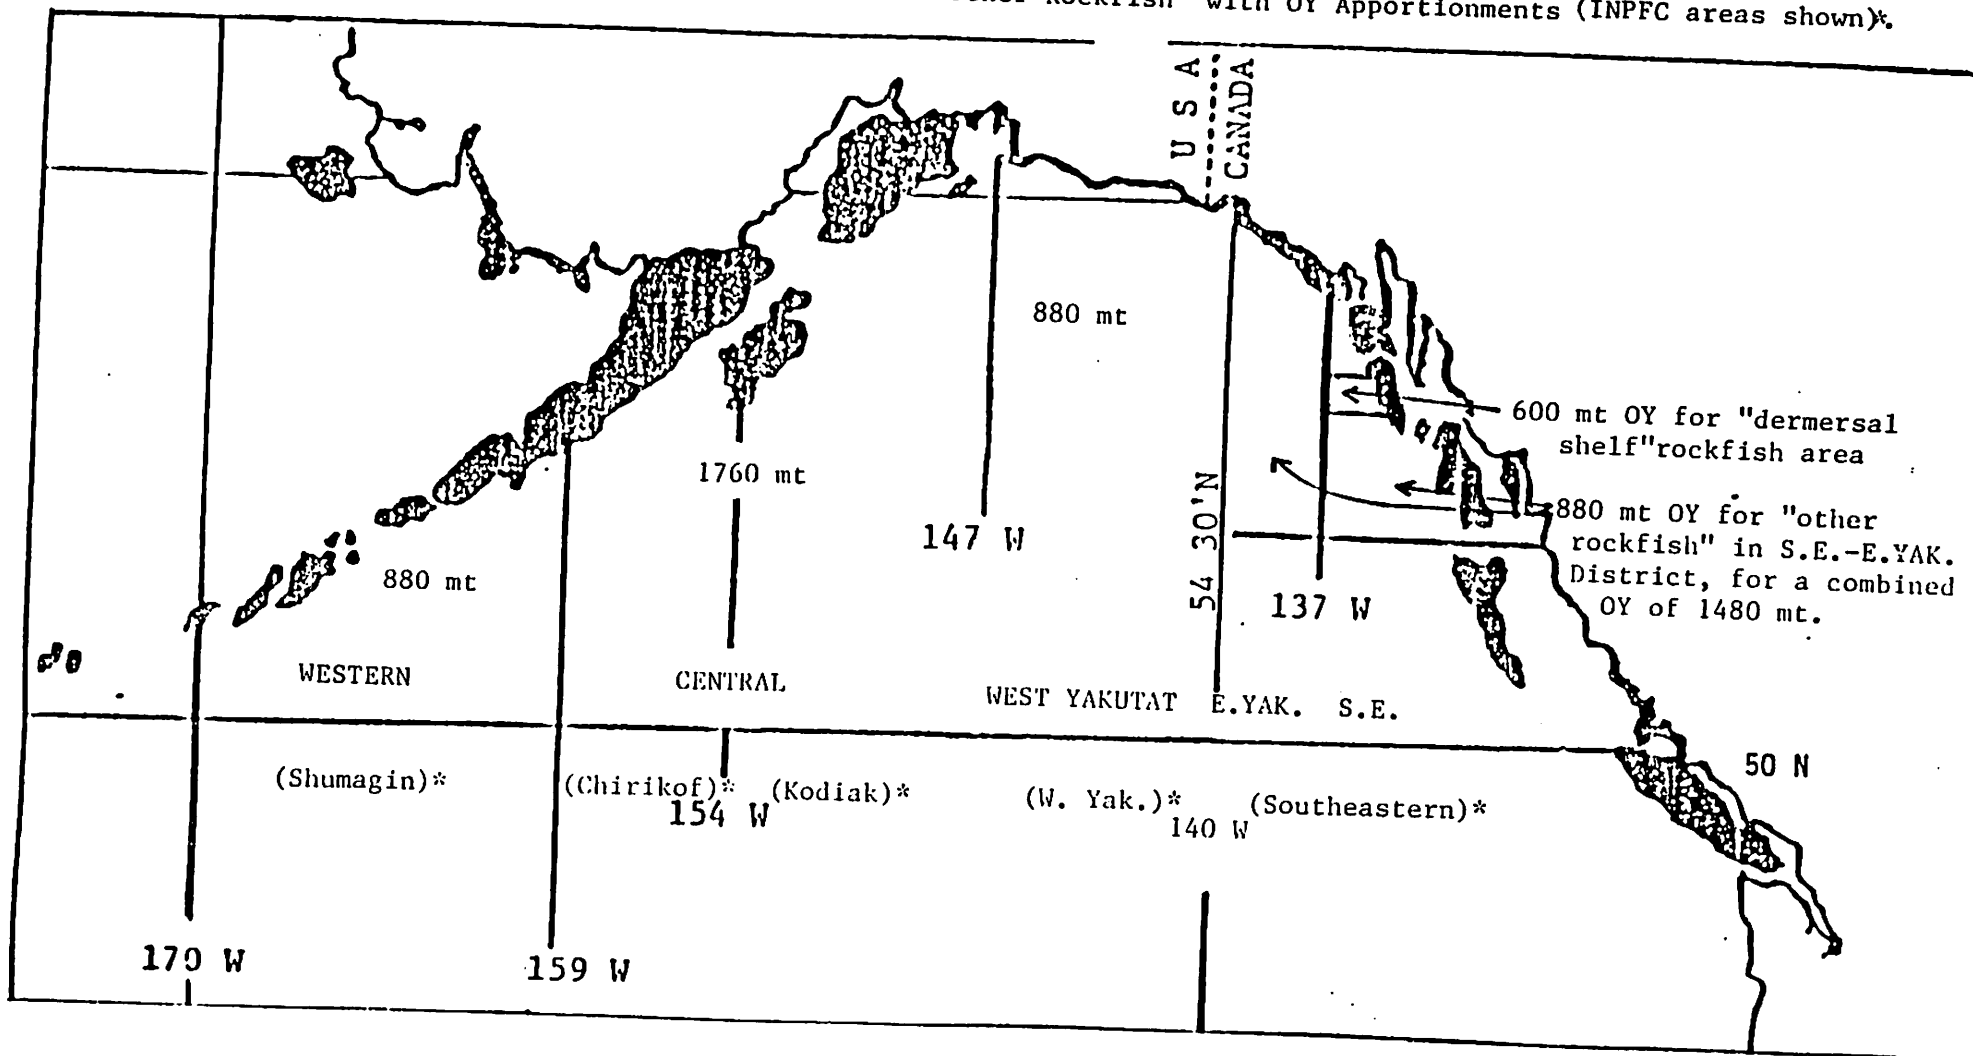 Rockfish" with OY Apportionments (INPFC areas shown)*.
U S A
CANADA
880 mt
600 mt OY for "dermersal
shelf"rockfish area
1760 mt
147 W
54 30'N
880 mt OY for "other
rockfish" in S.E.-E.YAK.
District, for a combined
OY of 1480 mt.
880 mt
137 W
WESTERN
CENTRAL
WEST YAKUTAT
E.YAK.
S.E.
50 N
(Shumagin)*
(Chirikof)*
(Kodiak)*
(W. Yak.)*
(Southeastern)*
154 W
140 W
170 W
159 W